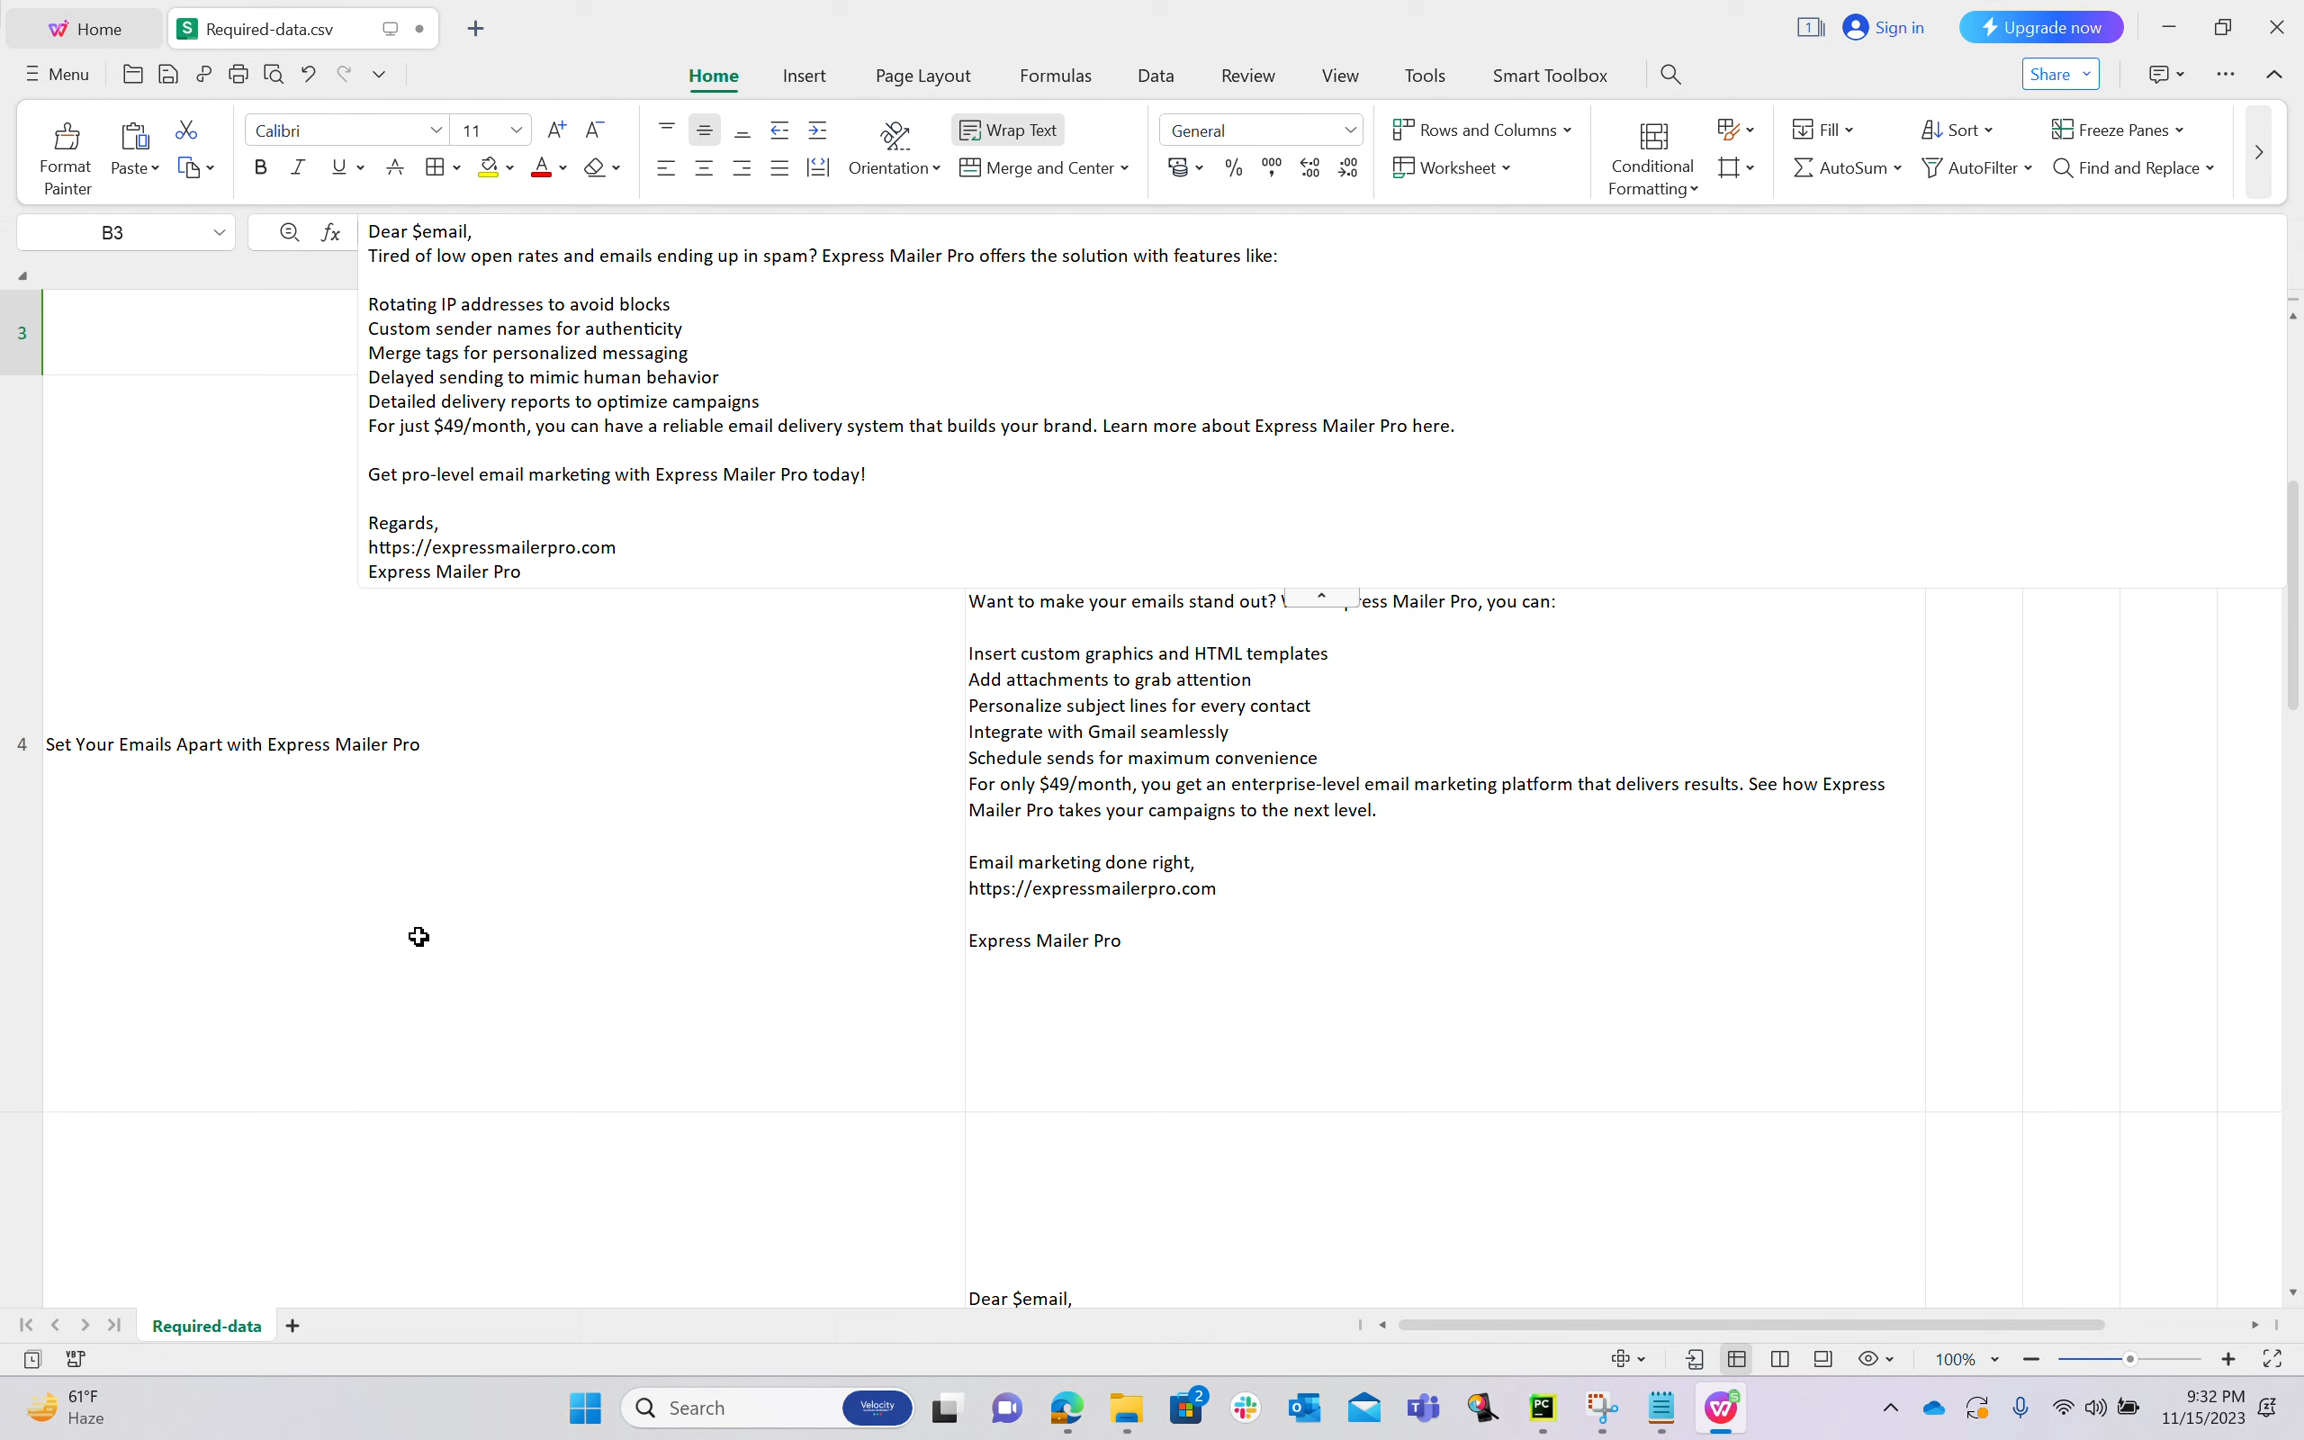 Home
Required-data.csv
1
Sign in
Upgrade now
Menu
Home
Insert
Page Layout
Formulas
Data
Review
View
Tools
Smart Toolbox
Share
Format
Painter
Paste
Calibri
11
Orientation
Wrap Text
Merge and Center
General
Rows and Columns
Worksheet
Conditional
Formatting
Fill
AutoSum
Sort
AutoFilter
Freeze Panes
Find and Replace
B3
fx
Dear $email,
Tired of low open rates and emails ending up in spam? Express Mailer Pro offers the solution with features like:
Rotating IP addresses to avoid blocks
Custom sender names for authenticity
Merge tags for personalized messaging
Delayed sending to mimic human behavior
Detailed delivery reports to optimize campaigns
For just $49/month, you can have a reliable email delivery system that builds your brand. Learn more about Express Mailer Pro here.
Get pro-level email marketing with Express Mailer Pro today!
Regards,
https://expressmailerpro.com
Express Mailer Pro
3
4
Set Your Emails Apart with Express Mailer Pro
Want to make your emails stand out? Mailer Pro, you can:
Insert custom graphics and HTML templates
Add attachments to grab attention
Personalize subject lines for every contact
Integrate with Gmail seamlessly
Schedule sends for maximum convenience
For only $49/month, you get an enterprise-level email marketing platform that delivers results. See how Express
Mailer Pro takes your campaigns to the next level.
Email marketing done right,
https://expressmailerpro.com
Express Mailer Pro
Dear $email,
Required-data
100%
61°F
Haze
Search
Velocity
2
PC
9:32 PM
11/15/2023